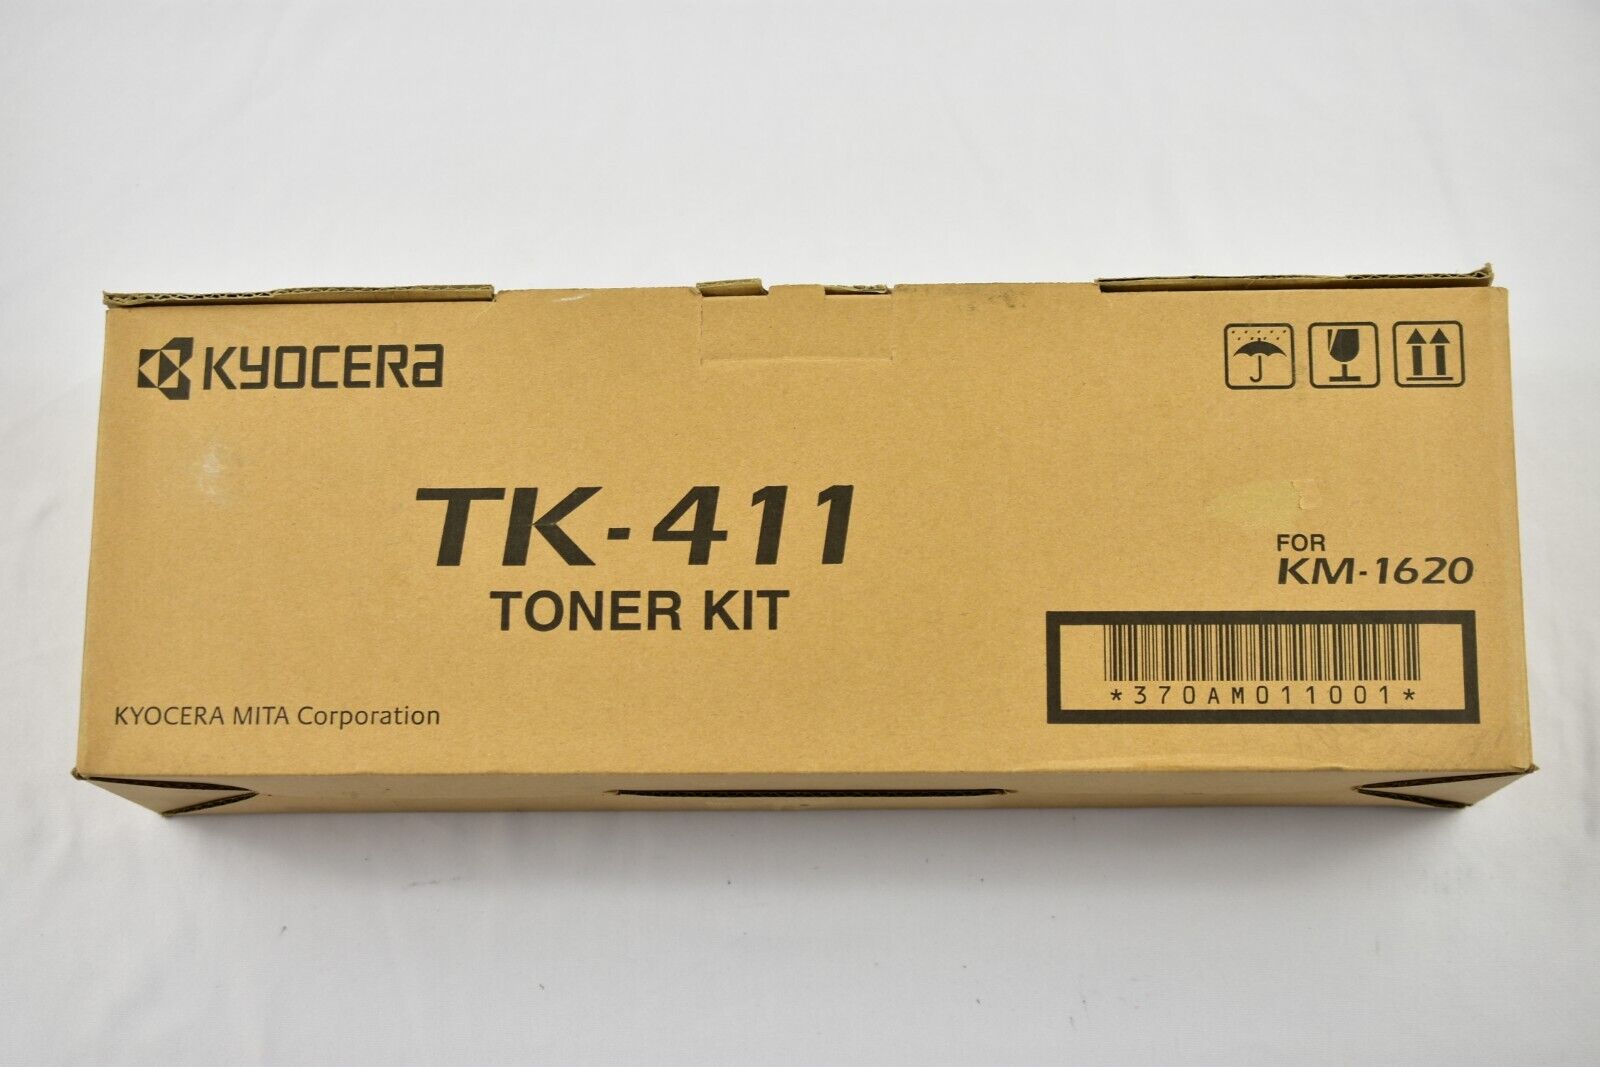 KYOCERA
TK-411
TONER KIT
FOR
KM-1620
*370AM011001*
KYOCERA MITA Corporation